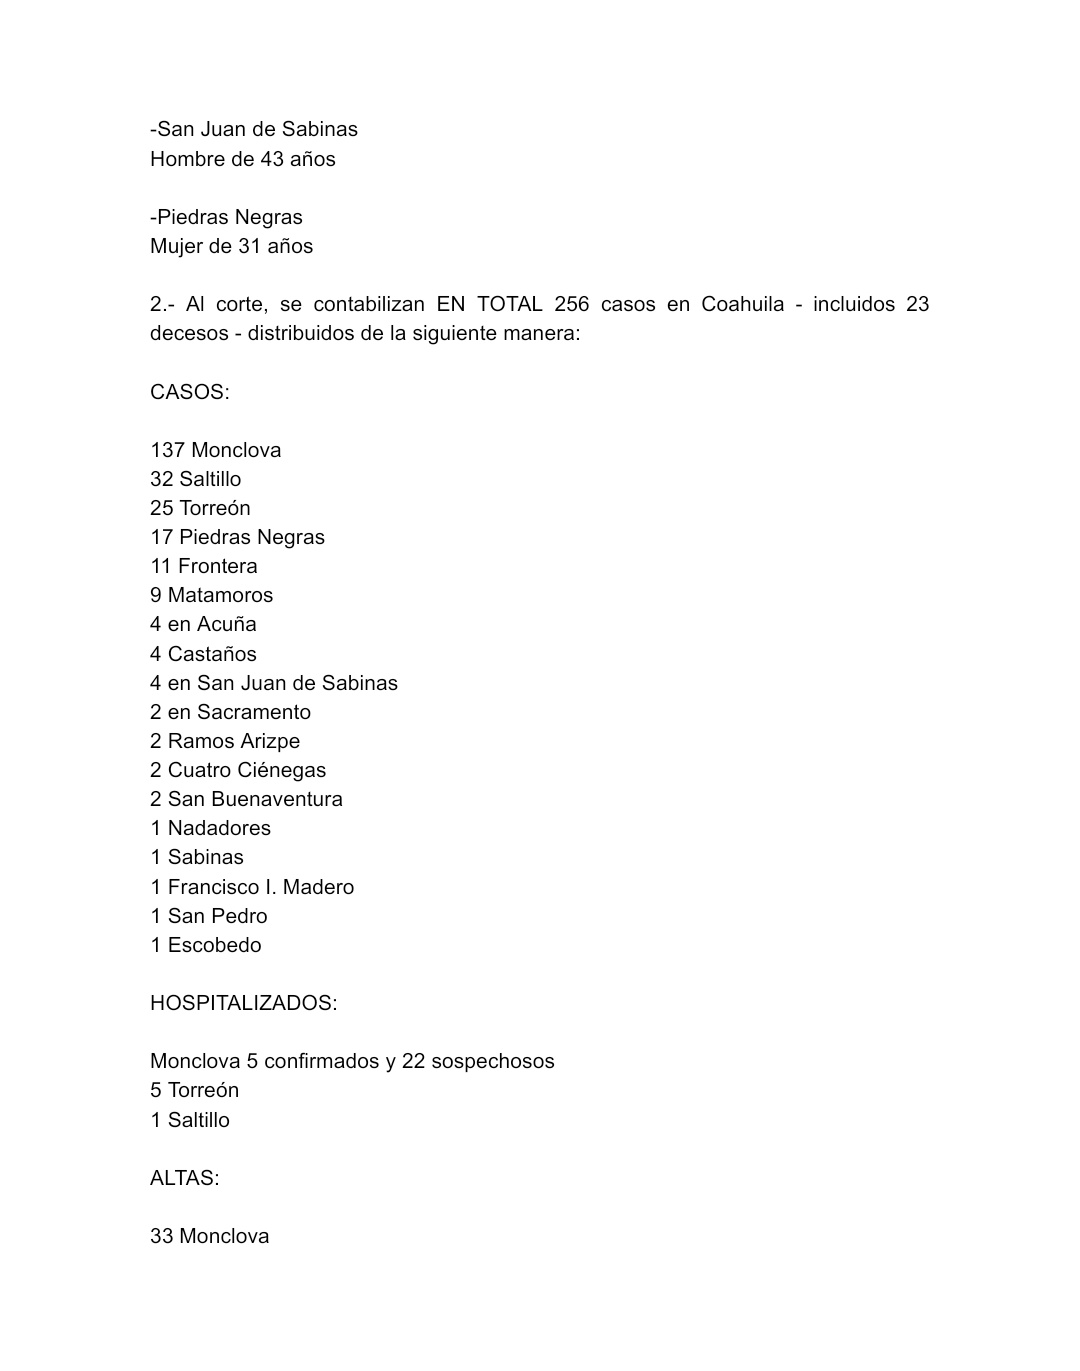 -San Juan de Sabinas
Hombre de 43 años
-Piedras Negras
Mujer de 31 años
2.- Al corte, se contabilizan EN TOTAL 256 casos en Coahuila - incluidos 23
decesos - distribuidos de la siguiente manera:
CASOS:
137 Monclova
32 Saltillo
25 Torreón
17 Piedras Negras
11 Frontera
9 Matamoros
4 en Acuña
4 Castaños
4 en San Juan de Sabinas
2 en Sacramento
2 Ramos Arizpe
2 Cuatro Ciénegas
2 San Buenaventura
1 Nadadores
1 Sabinas
1 Francisco I. Madero
1 San Pedro
1 Escobedo
HOSPITALIZADOS:
Monclova 5 confirmados y 22 sospechosos
5 Torreón
1 Saltillo
ALTAS:
33 Monclova